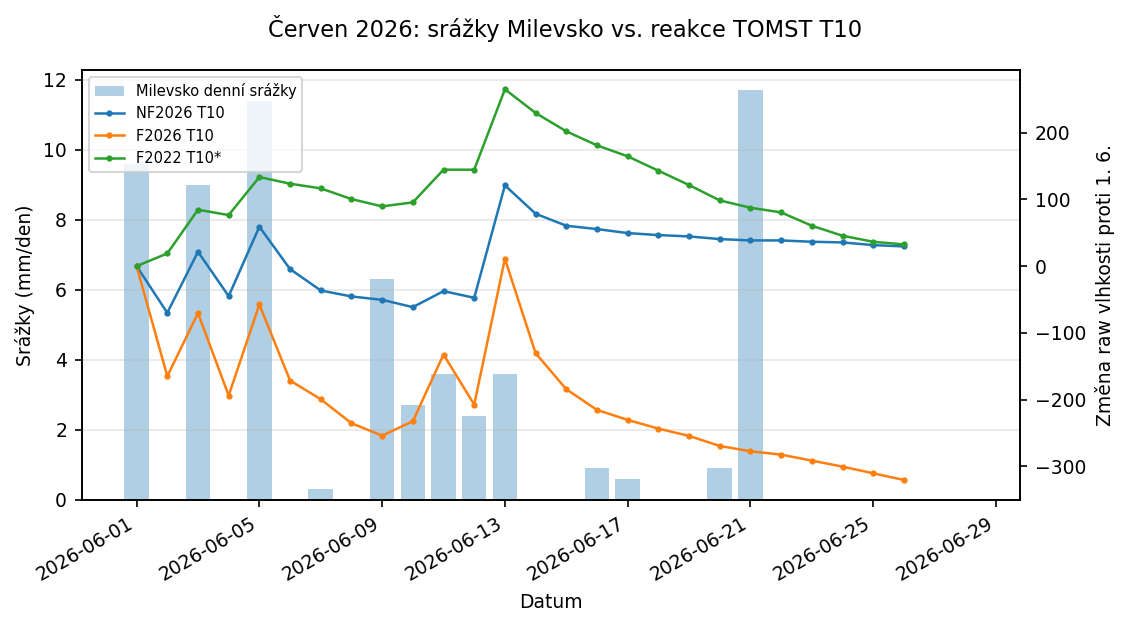 Červen 2026: srážky Milevsko vs. reakce TOMST T10
Milevsko denní srážky
NF2026 T10
F2026 T10
F2022 T10*
Srážky (mm/den)
12
10
8
6
4
2
0
200
100
0
−100
−200
−300
Změna raw vlhkosti proti 1. 6.
2026-06-01
2026-06-05
2026-06-09
2026-06-13
2026-06-17
2026-06-21
2026-06-25
2026-06-29
Datum